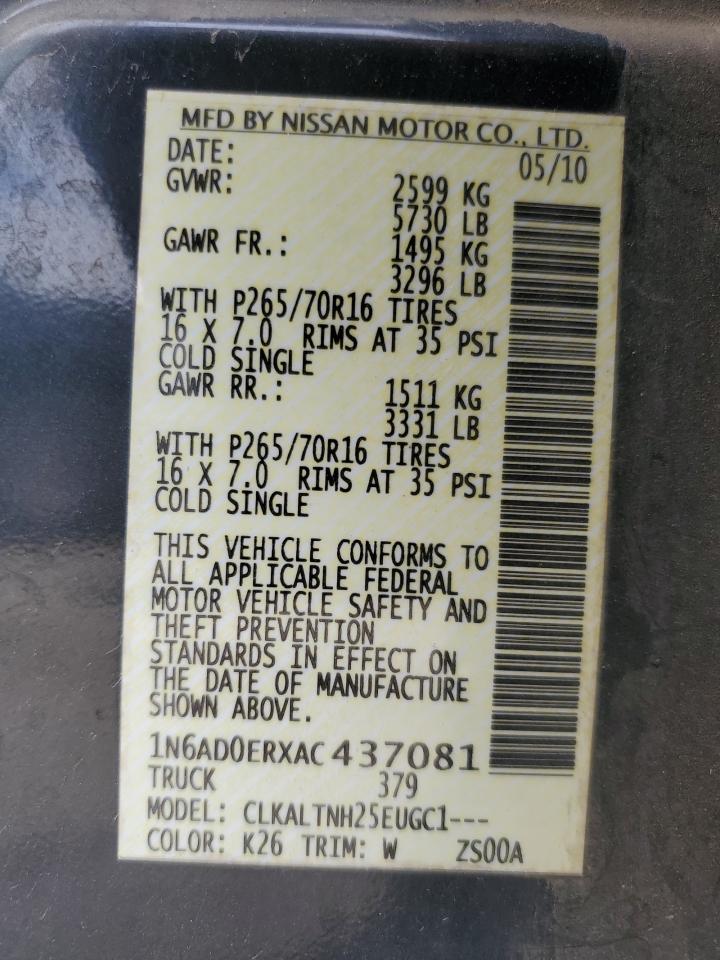 MFD BY NISSAN MOTOR CO., LTD.
DATE: 05/10
GVWR: 2599 KG
5730 LB
GAWR FR.: 1495 KG
3296 LB
WITH P265/70R16 TIRES
16 X 7.0 RIMS AT 35 PSI
COLD SINGLE
GAWR RR.: 1511 KG
3331 LB
WITH P265/70R16 TIRES
16 X 7.0 RIMS AT 35 PSI
COLD SINGLE
THIS VEHICLE CONFORMS TO
ALL APPLICABLE FEDERAL
MOTOR VEHICLE SAFETY AND
THEFT PREVENTION
STANDARDS IN EFFECT ON
THE DATE OF MANUFACTURE
SHOWN ABOVE.
1N6AD0ERXAC 437081
TRUCK 379
MODEL: CLKALTNH25EUGC1---
COLOR: K26 TRIM: W ZS00A